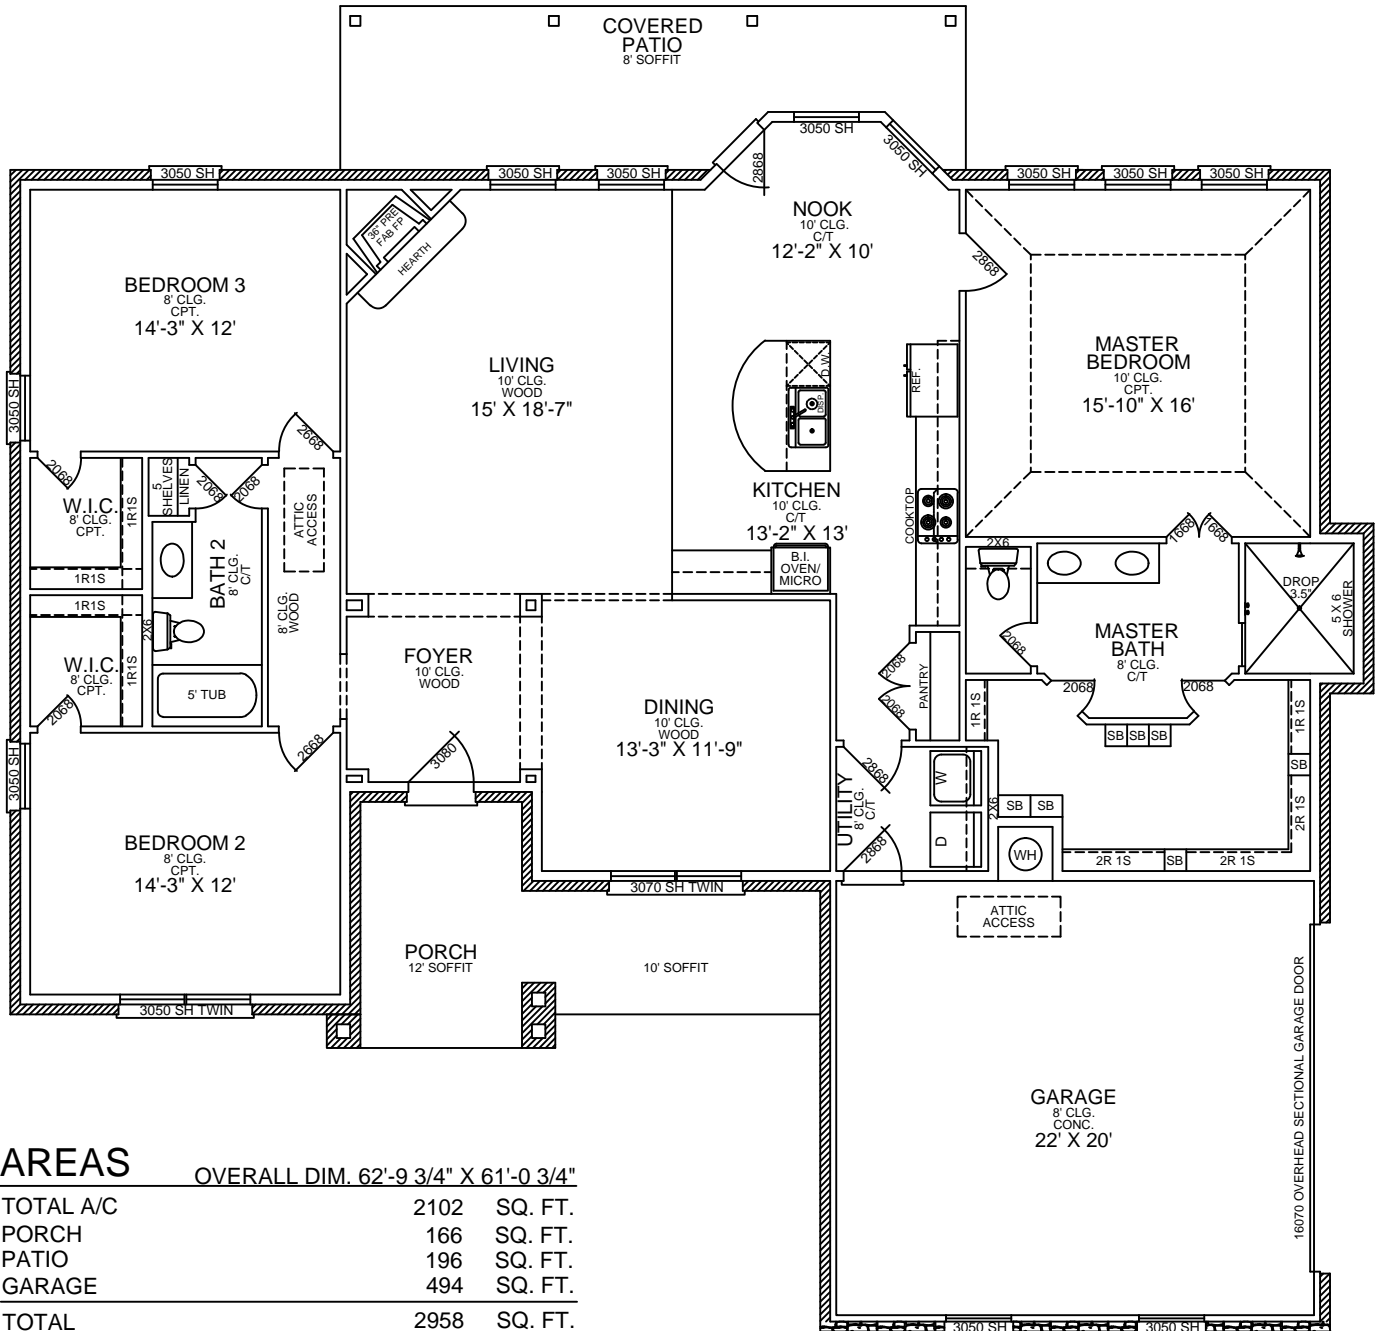 COVERED
PATIO
8' SOFFIT
3050 SH
3050 SH
2868
3050 SH
3050 SH
3050 SH
3050 SH
3050 SH
3050 SH
36" PRE
FAB FP
HEARTH
NOOK
10' CLG.
C/T
12'-2" X 10'
2868
BEDROOM 3
8' CLG.
CPT.
14'-3" X 12'
3050 SH
2668
LIVING
10' CLG.
WOOD
15' X 18'-7"
D.W.
DISP.
REF.
MASTER
BEDROOM
10' CLG.
CPT.
15'-10" X 16'
2068
W.I.C.
8' CLG.
CPT.
1R1S
1R1S
5
SHELVES
LINEN
2068
2068
ATTIC
ACCESS
KITCHEN
10' CLG.
C/T
13'-2" X 13'
COOKTOP
B.I.
OVEN/
MICRO
2X6
1668
1668
DROP
3.5"
5 X 6
SHOWER
BATH 2
8' CLG.
C/T
8' CLG.
WOOD
1R1S
1R1S
W.I.C.
8' CLG.
CPT.
2068
2X6
5' TUB
FOYER
10' CLG.
WOOD
3080
DINING
10' CLG.
WOOD
13'-3" X 11'-9"
2068
2068
PANTRY
2068
MASTER
BATH
8' CLG.
C/T
2068
2068
1R 1S
SB
SB
SB
1R 1S
SB
2R 1S
3050 SH
2668
BEDROOM 2
8' CLG.
CPT.
14'-3" X 12'
3050 SH TWIN
UTILITY
8' CLG.
C/T
2868
2868
W
D
2X6
SB
SB
WH
2R 1S
SB
2R 1S
3070 SH TWIN
PORCH
12' SOFFIT
10' SOFFIT
ATTIC
ACCESS
GARAGE
8' CLG.
CONC.
22' X 20'
16070 OVERHEAD SECTIONAL GARAGE DOOR
3050 SH
3050 SH
AREAS OVERALL DIM. 62'-9 3/4" X 61'-0 3/4"
TOTAL A/C 2102 SQ. FT.
PORCH 166 SQ. FT.
PATIO 196 SQ. FT.
GARAGE 494 SQ. FT.
TOTAL 2958 SQ. FT.